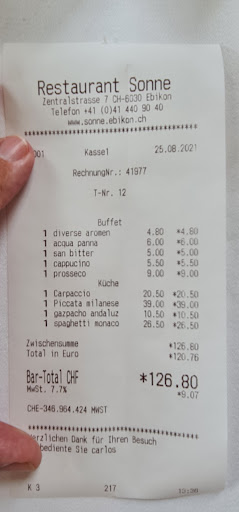 Restaurant Sonne
Zentralstrasse 7 CH-6030 Ebikon
Telefon +41 (0)41 440 90 40
www.sonne.ebikon.ch
001 Kasse1 25.08.2021
RechnungNr.: 41977
T-Nr. 12
Buffet
1 diverse aromen 4.80 *4.80
1 acqua panna 6.00 *6.00
1 san bitter 5.00 *5.00
1 cappucino 5.50 *5.50
1 prosseco 9.00 *9.00
Küche
1 Carpaccio 20.50 *20.50
1 Piccata milanese 39.00 *39.00
1 gazpacho andaluz 10.50 *10.50
1 spaghetti monaco 26.50 *26.50
Zwischensumme *126.80
Total in Euro *120.76
Bar-Total CHF *126.80
MwSt. 7.7% *9.07
CHE-346.964.424 MWST
erzlichen Dank für Ihren Besuch
bediente Sie carlos
K 3 217